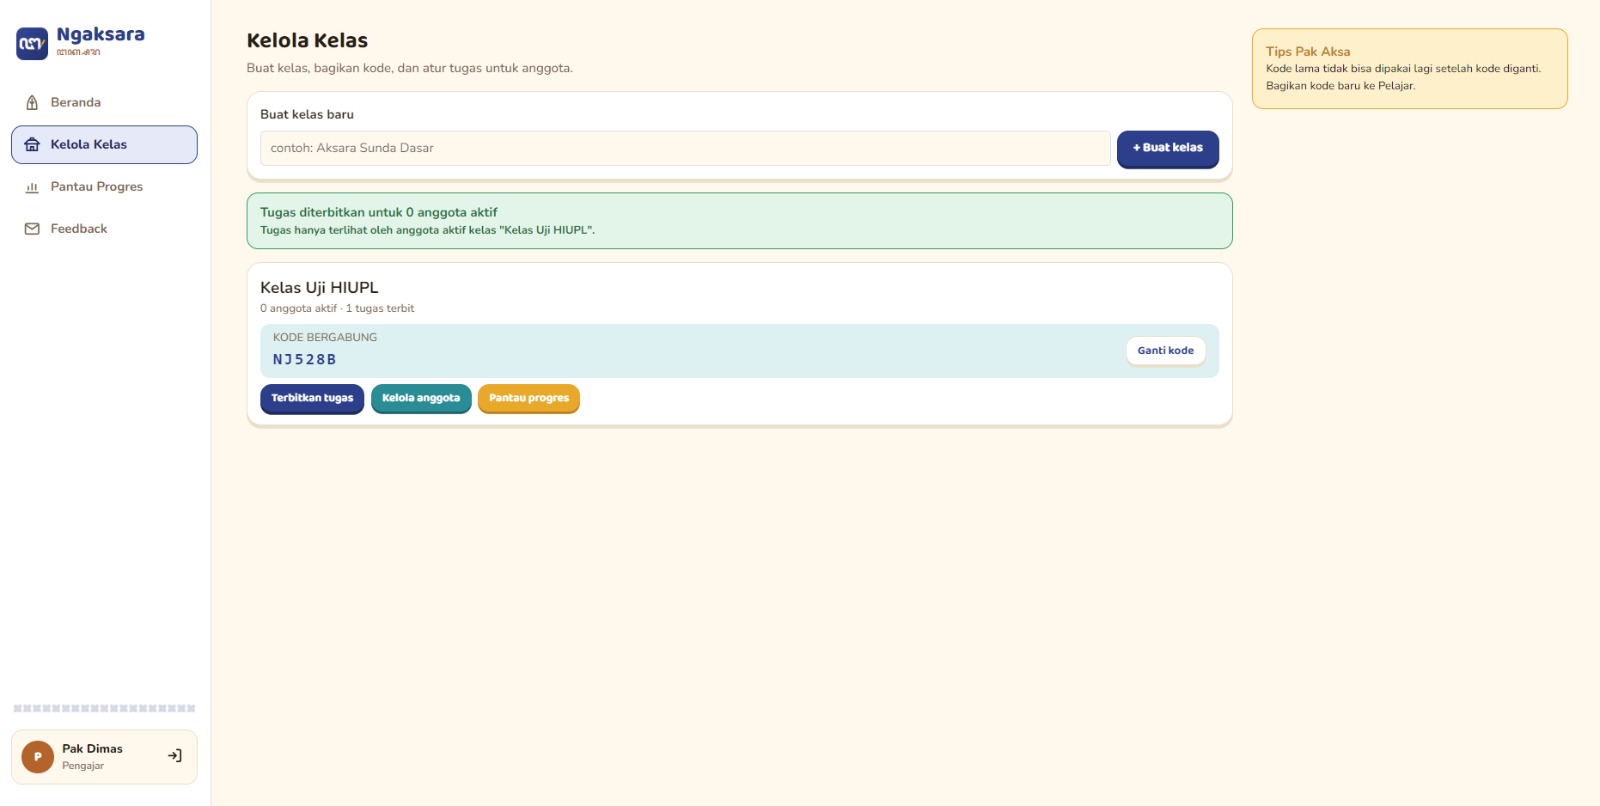 Ngaksara
Beranda
Kelola Kelas
Pantau Progres
Feedback
Pak Dimas
P
Pengajar
Kelola Kelas
Buat kelas, bagikan kode, dan atur tugas untuk anggota.
Buat kelas baru
contoh: Aksara Sunda Dasar
+ Buat kelas
Tugas diterbitkan untuk 0 anggota aktif
Tugas hanya terlihat oleh anggota aktif kelas "Kelas Uji HIUPL".
Kelas Uji HIUPL
0 anggota aktif · 1 tugas terbit
KODE BERGABUNG
NJ528B
Ganti kode
Terbitkan tugas
Kelola anggota
Pantau progres
Tips Pak Aksa
Kode lama tidak bisa dipakai lagi setelah kode diganti.
Bagikan kode baru ke Pelajar.